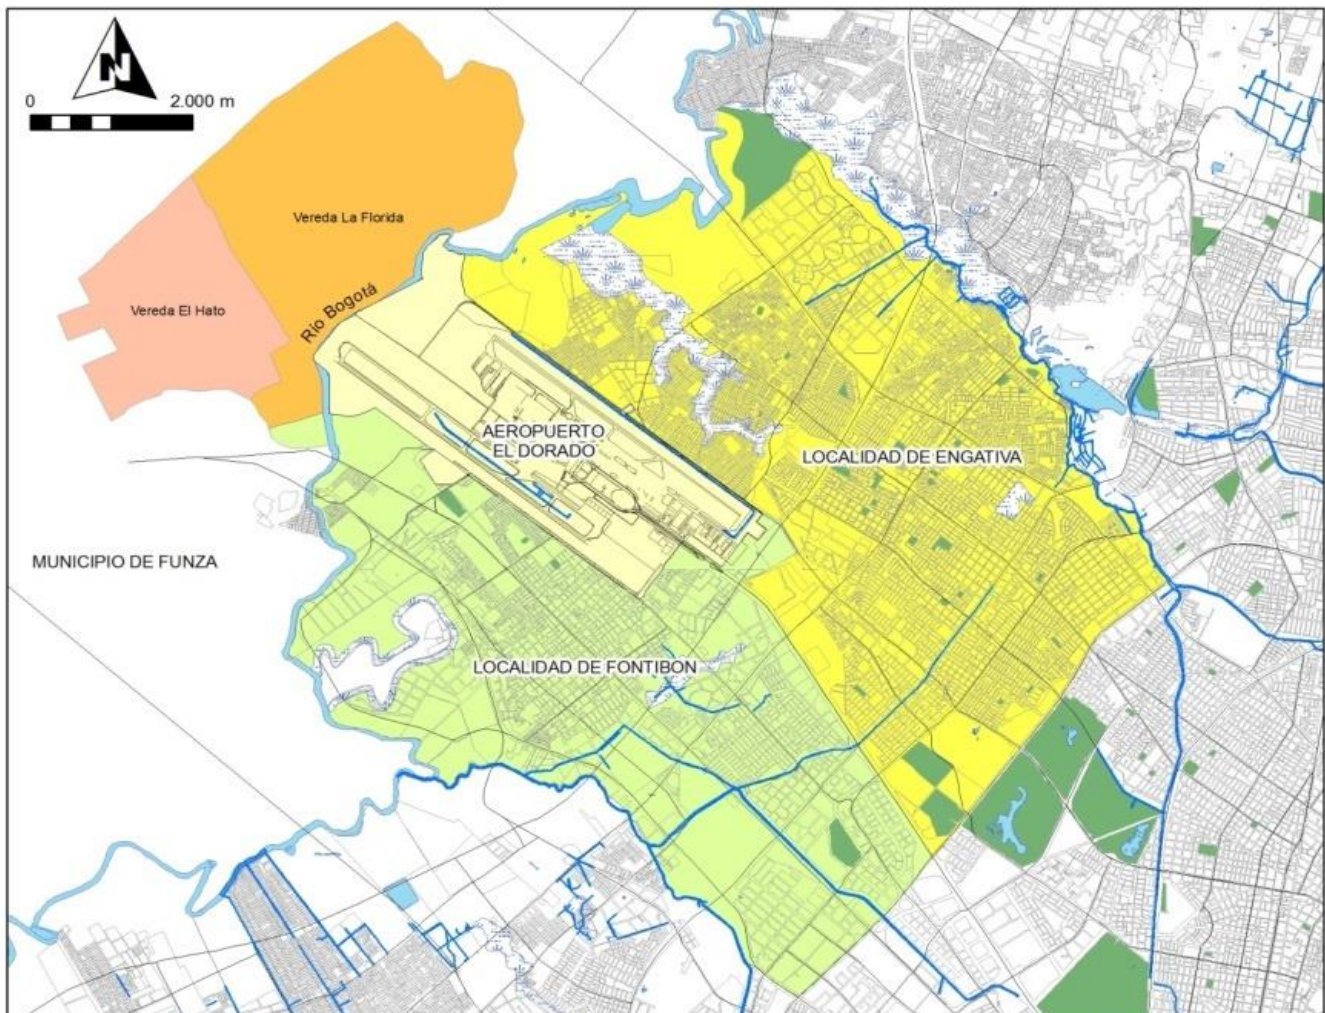 N
0 2.000 m
Vereda La Florida
Vereda El Hato
Río Bogotá
AEROPUERTO
EL DORADO
LOCALIDAD DE ENGATIVA
MUNICIPIO DE FUNZA
LOCALIDAD DE FONTIBON